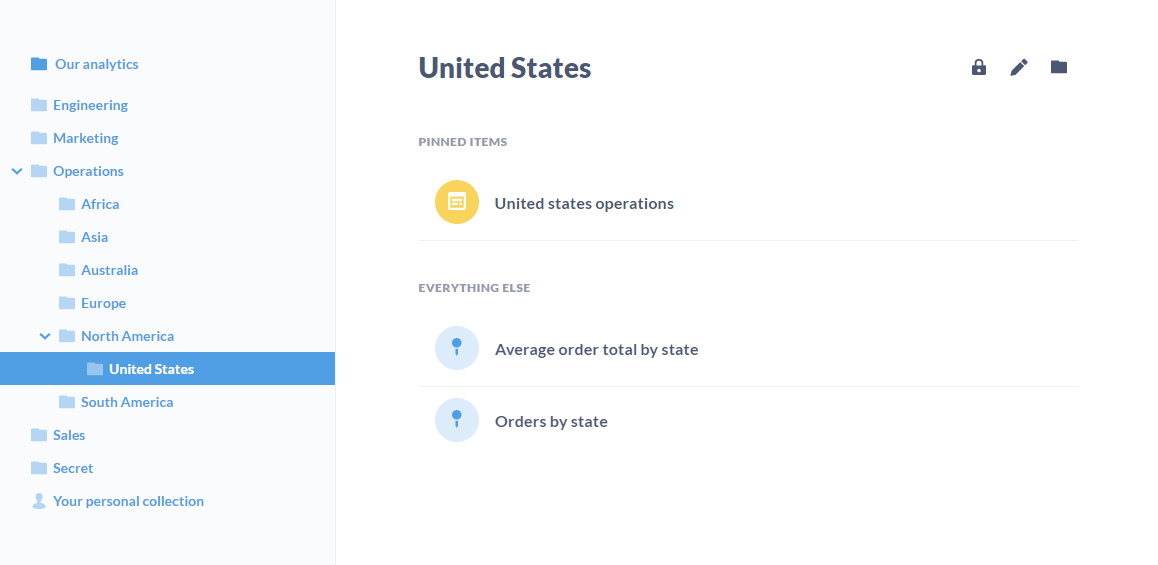 Our analytics
Engineering
Marketing
Operations
Africa
Asia
Australia
Europe
North America
United States
South America
Sales
Secret
Your personal collection
United States
PINNED ITEMS
United states operations
EVERYTHING ELSE
Average order total by state
Orders by state